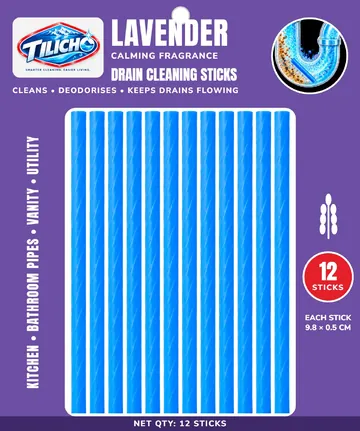 TILICHO
SMARTER CLEANING. EASIER LIVING.
LAVENDER
CALMING FRAGRANCE
DRAIN CLEANING STICKS
CLEANS • DEODORISES • KEEPS DRAINS FLOWING
KITCHEN • BATHROOM PIPES • VANITY • UTILITY
12
STICKS
EACH STICK
9.8 × 0.5 CM
NET QTY: 12 STICKS